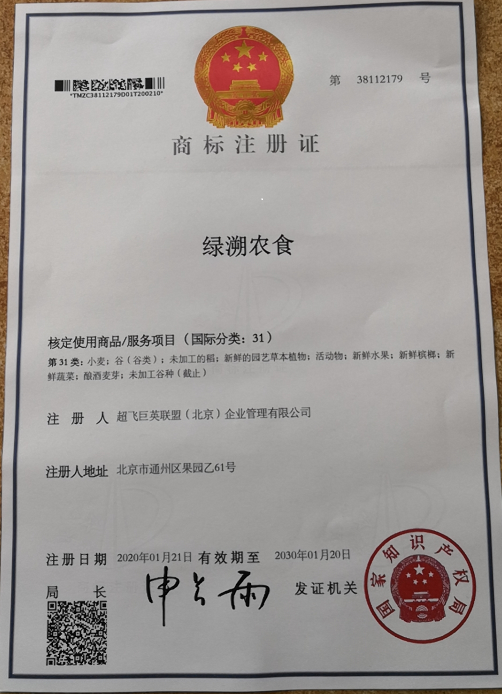 *TMZC38112179D01T200210*
第 38112179 号
商标注册证
绿溯农食
核定使用商品/服务项目（国际分类：31）
第31类：小麦；谷（谷类）；未加工的稻；新鲜的园艺草本植物；活动物；新鲜水果；新鲜槟榔；新
鲜蔬菜；酿酒麦芽；未加工谷种（截止）
注 册 人 超飞巨英联盟（北京）企业管理有限公司
注册人地址 北京市通州区果园乙61号
注册日期 2020年01月21日 有效期至 2030年01月20日
局 长 申长雨 发证机关
国家知识产权局